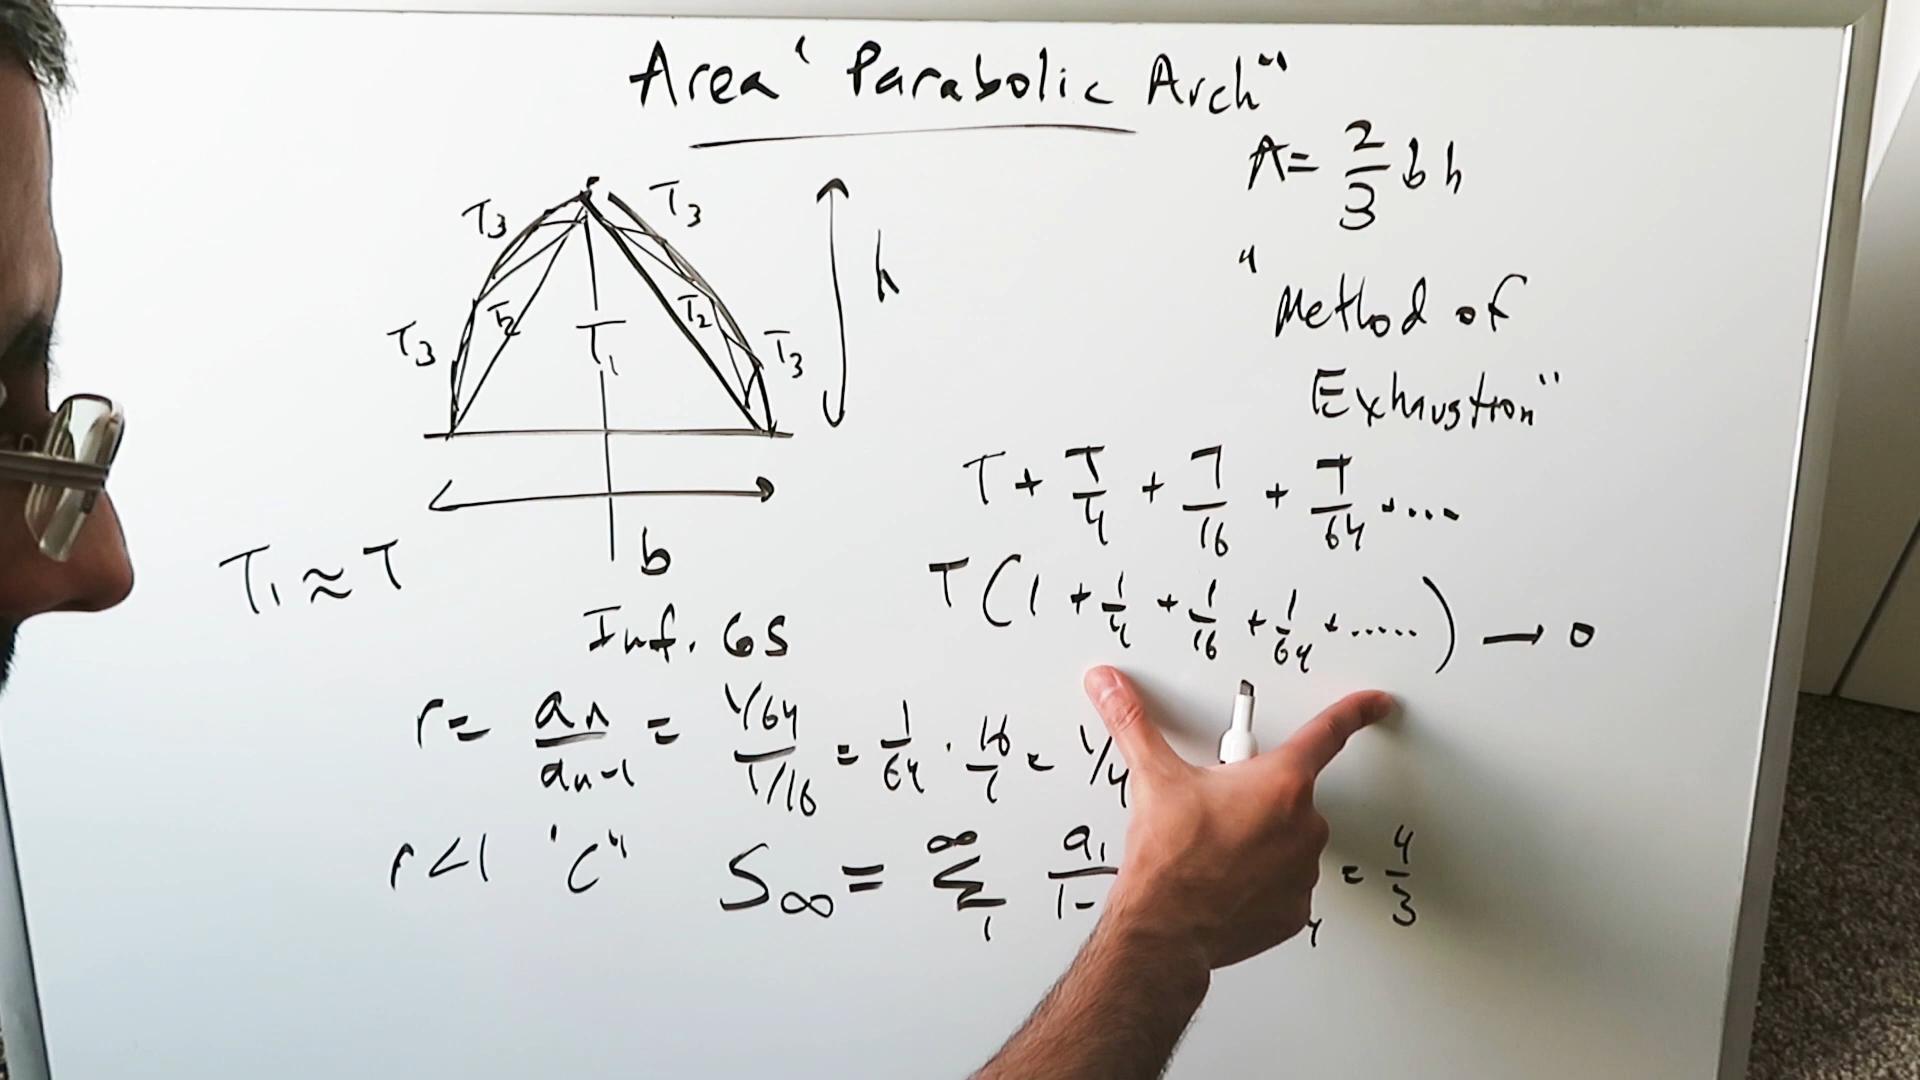 Area "Parabolic Arch"
A = 2/3 b h
"Method of
Exhaustion"
T3 T3
T3 T2 T1 T2 T3
h
b
T1 ≈ T
T + T/4 + T/16 + T/64 + ....
T(1 + 1/4 + 1/16 + 1/64 + .....) → 0
Inf. GS
r = an/an-1 = 1/64 / 1/16 = 1/64 · 16/1 = 1/4
r<1 "C" S∞ = ∞ Σ 1 a1/1- = 4/3